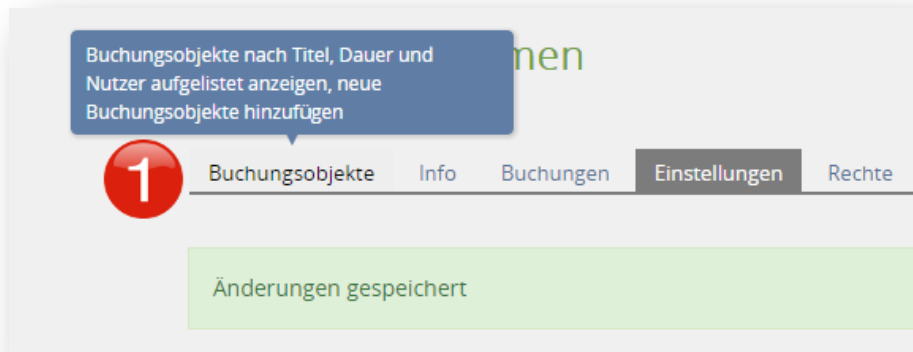 Buchungsobjekte nach Titel, Dauer und
Nutzer aufgelistet anzeigen, neue
Buchungsobjekte hinzufügen
men
1
Buchungsobjekte Info Buchungen Einstellungen Rechte
Änderungen gespeichert